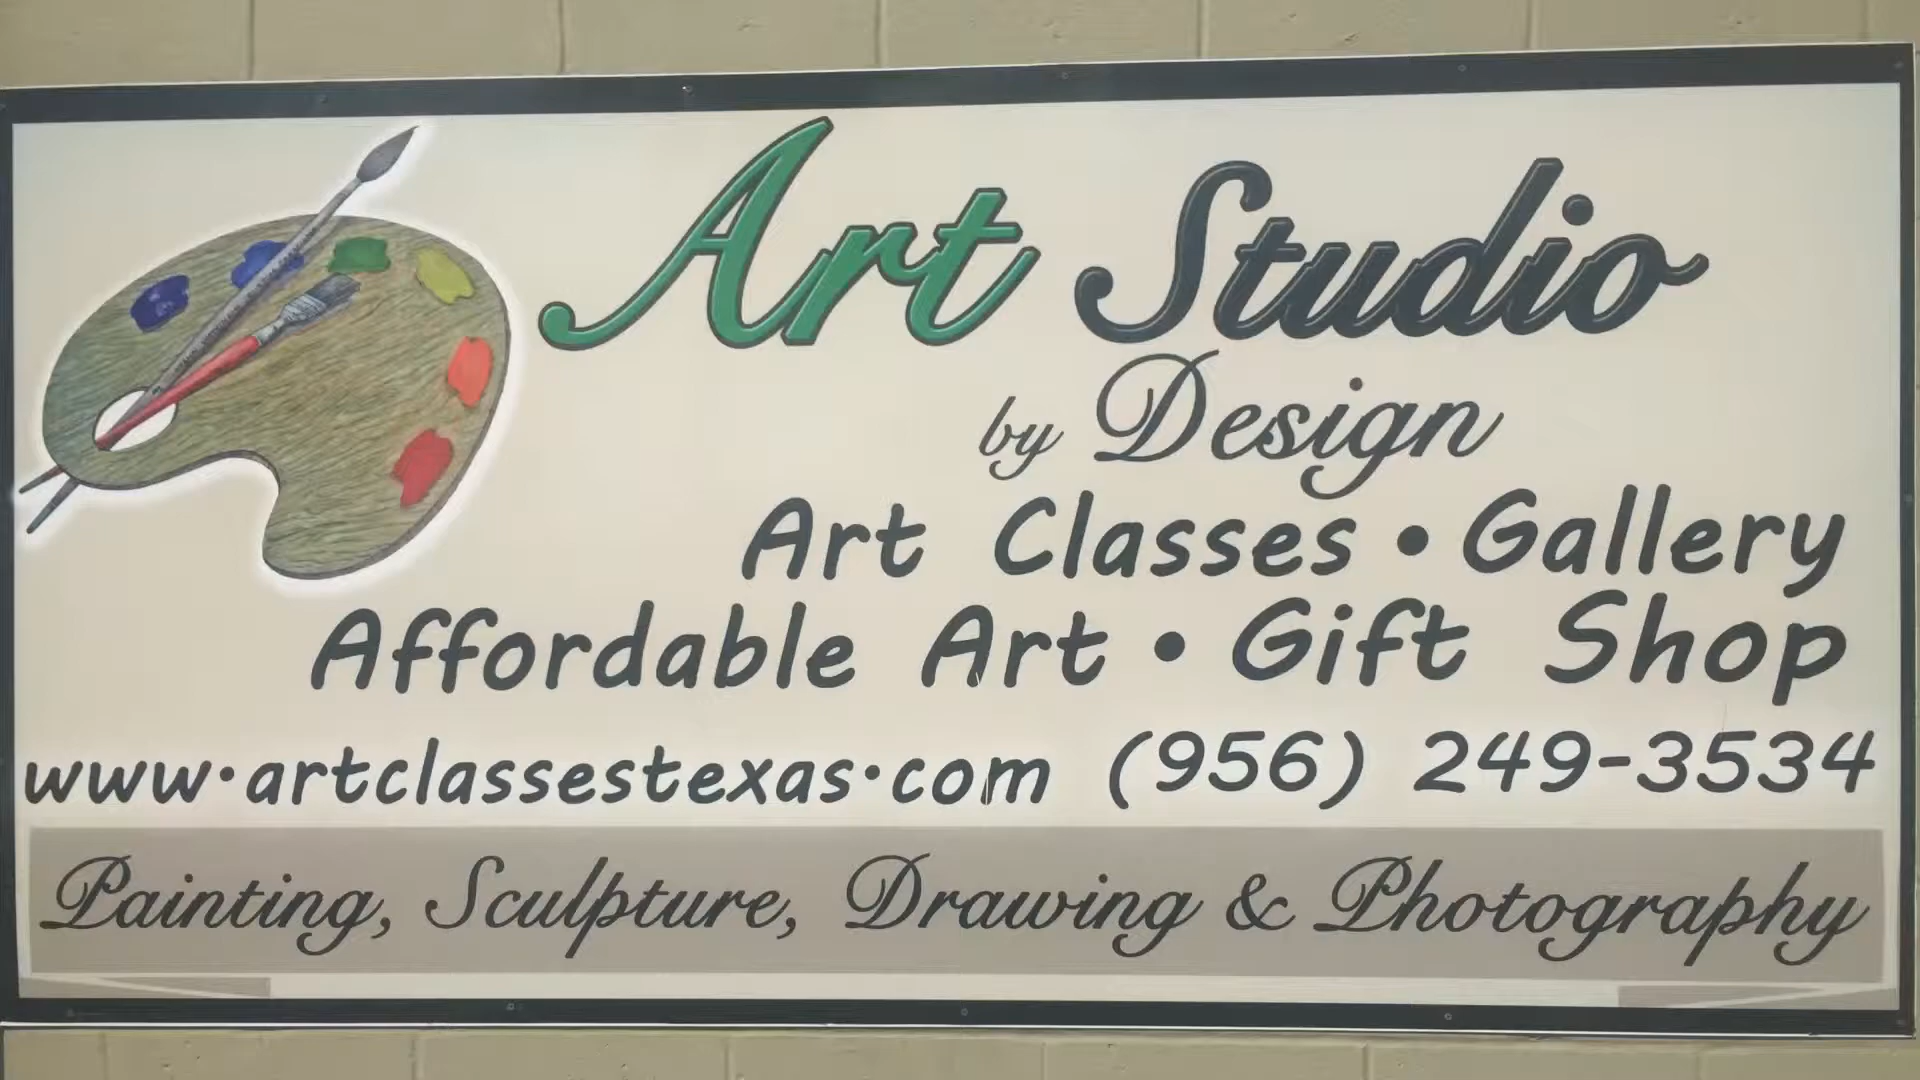 Art Studio
by Design
Art Classes • Gallery
Affordable Art • Gift Shop
www.artclassestexas.com (956) 249-3534
Painting, Sculpture, Drawing & Photography